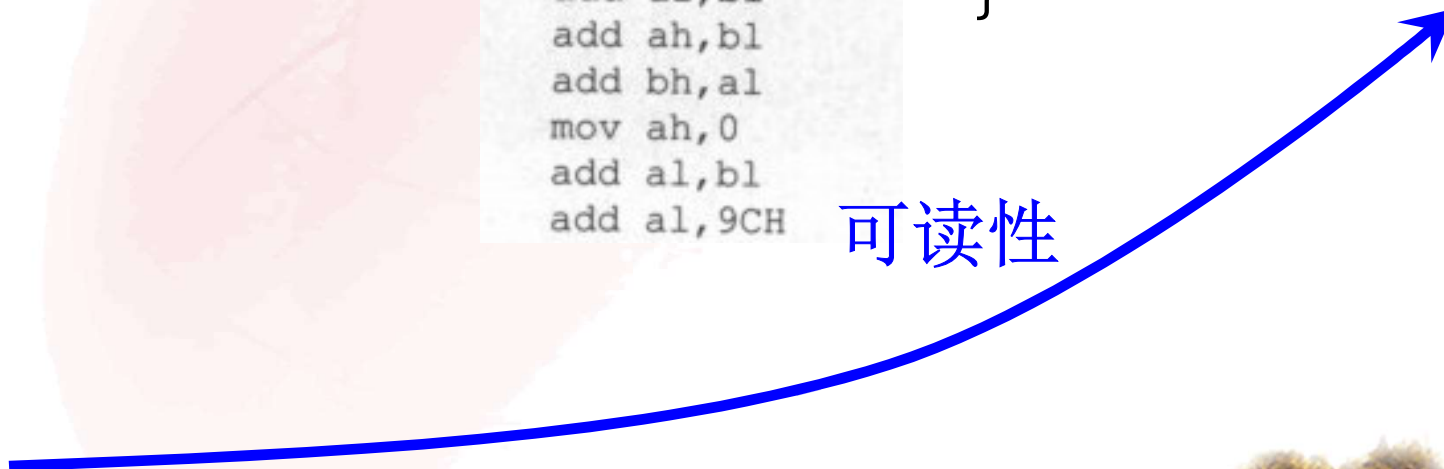 }
add ah,bl
add bh,al
mov ah,0
add al,bl
add al,9CH
可读性